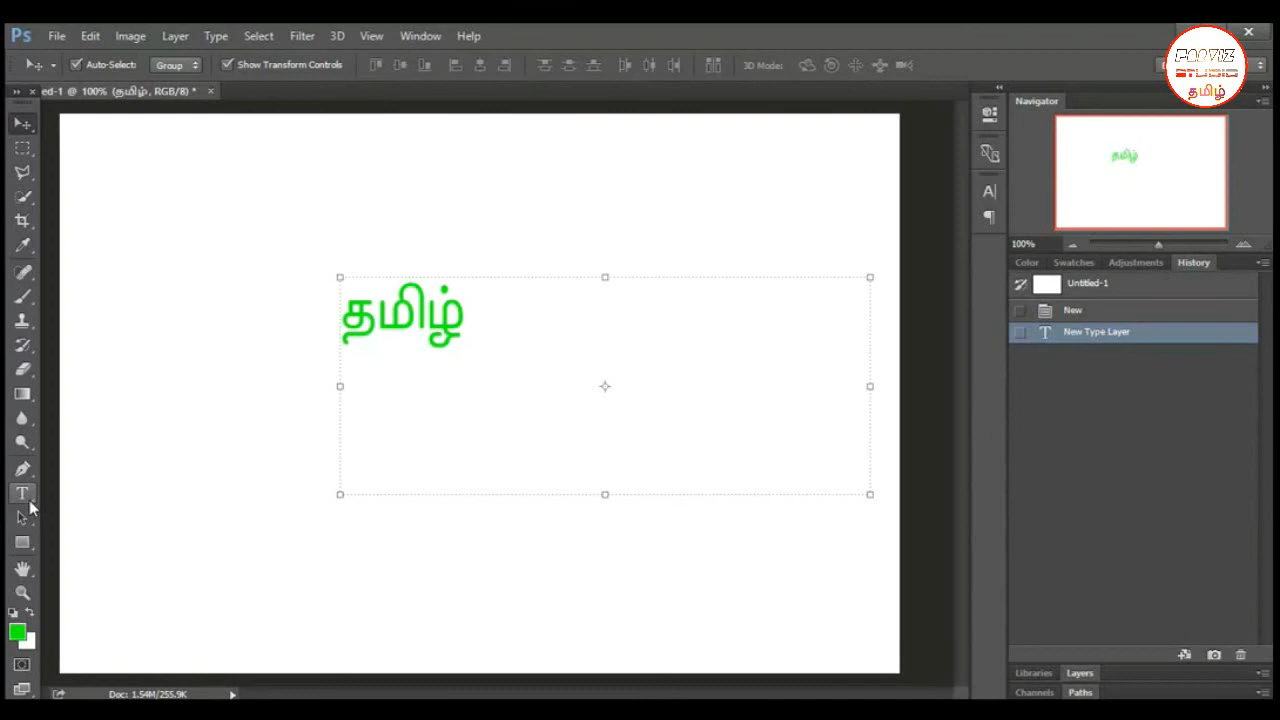 Ps File Edit Image Layer Type Select Filter 3D View Window Help
Auto-Select: Group Show Transform Controls 3D Mode:
ed-1 @ 100% (தமிழ், RGB/8) * ×
STUDIO
தமிழ்
Navigator
தமிழ்
100%
Color Swatches Adjustments History
Untitled-1
New
New Type Layer
தமிழ்
Libraries Layers
Channels Paths
Doc: 1.54M/255.9K